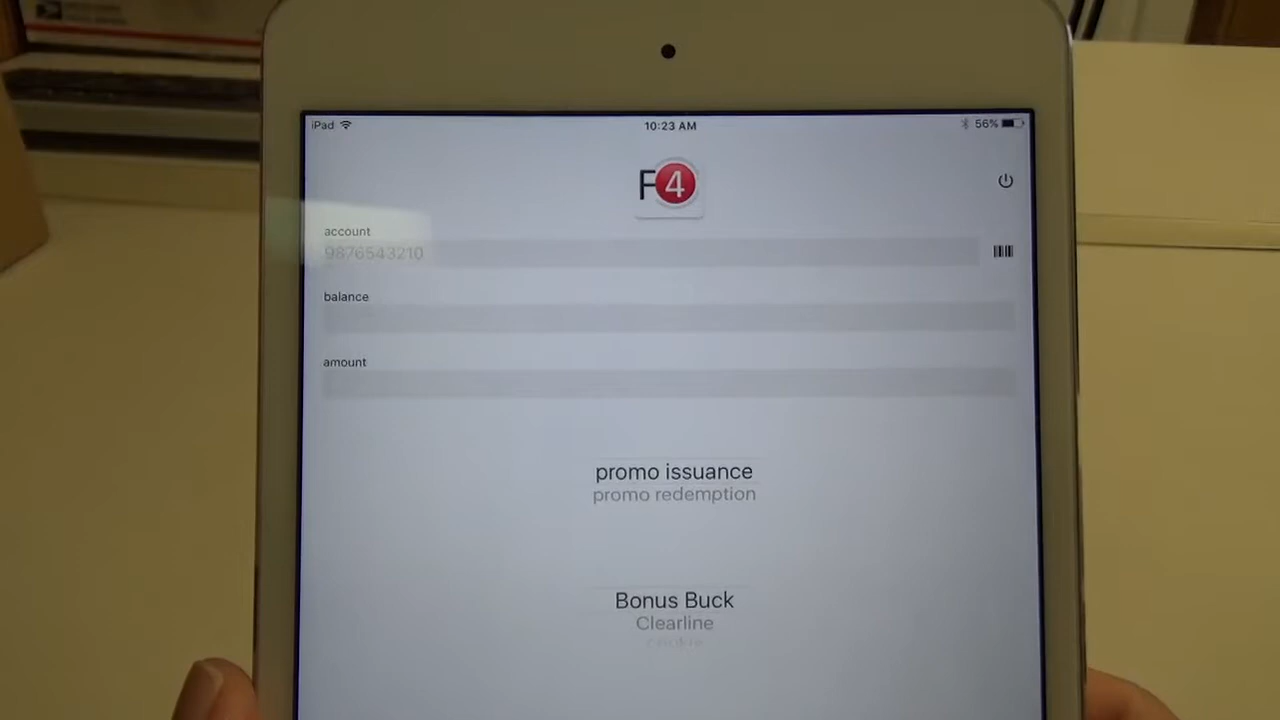 iPad
10:23 AM
56%
F4
account
9876543210
balance
amount
promo issuance
promo redemption
Bonus Buck
Clearline